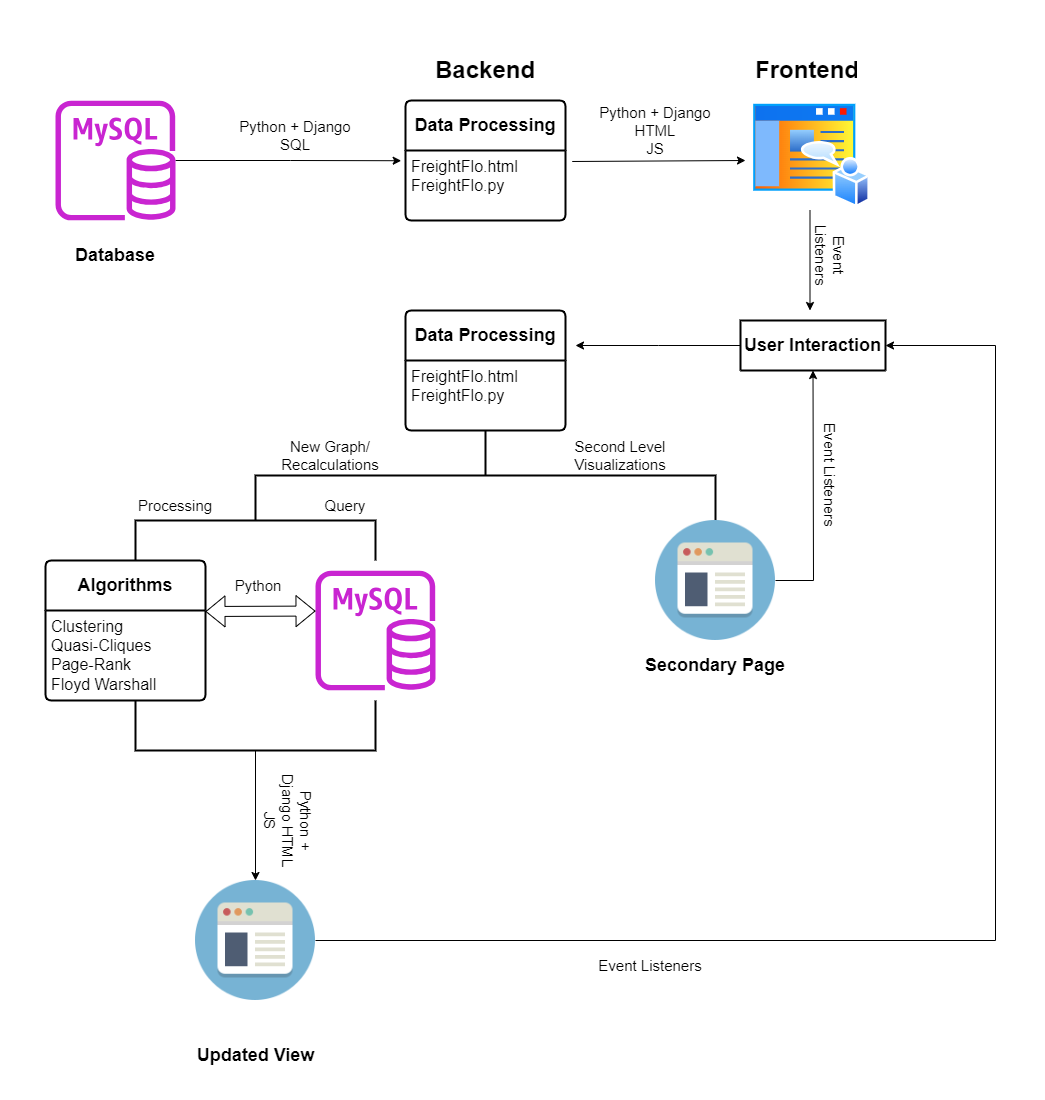 Backend
Frontend
MySQL
Python + Django
SQL
Data Processing
FreightFlo.html
FreightFlo.py
Python + Django
HTML
JS
Database
Event
Listeners
Data Processing
FreightFlo.html
FreightFlo.py
User Interaction
New Graph/
Recalculations
Second Level
Visualizations
Event Listeners
Processing
Query
Algorithms
Clustering
Quasi-Cliques
Page-Rank
Floyd Warshall
Python
MySQL
Secondary Page
Python +
Django HTML
JS
Event Listeners
Updated View